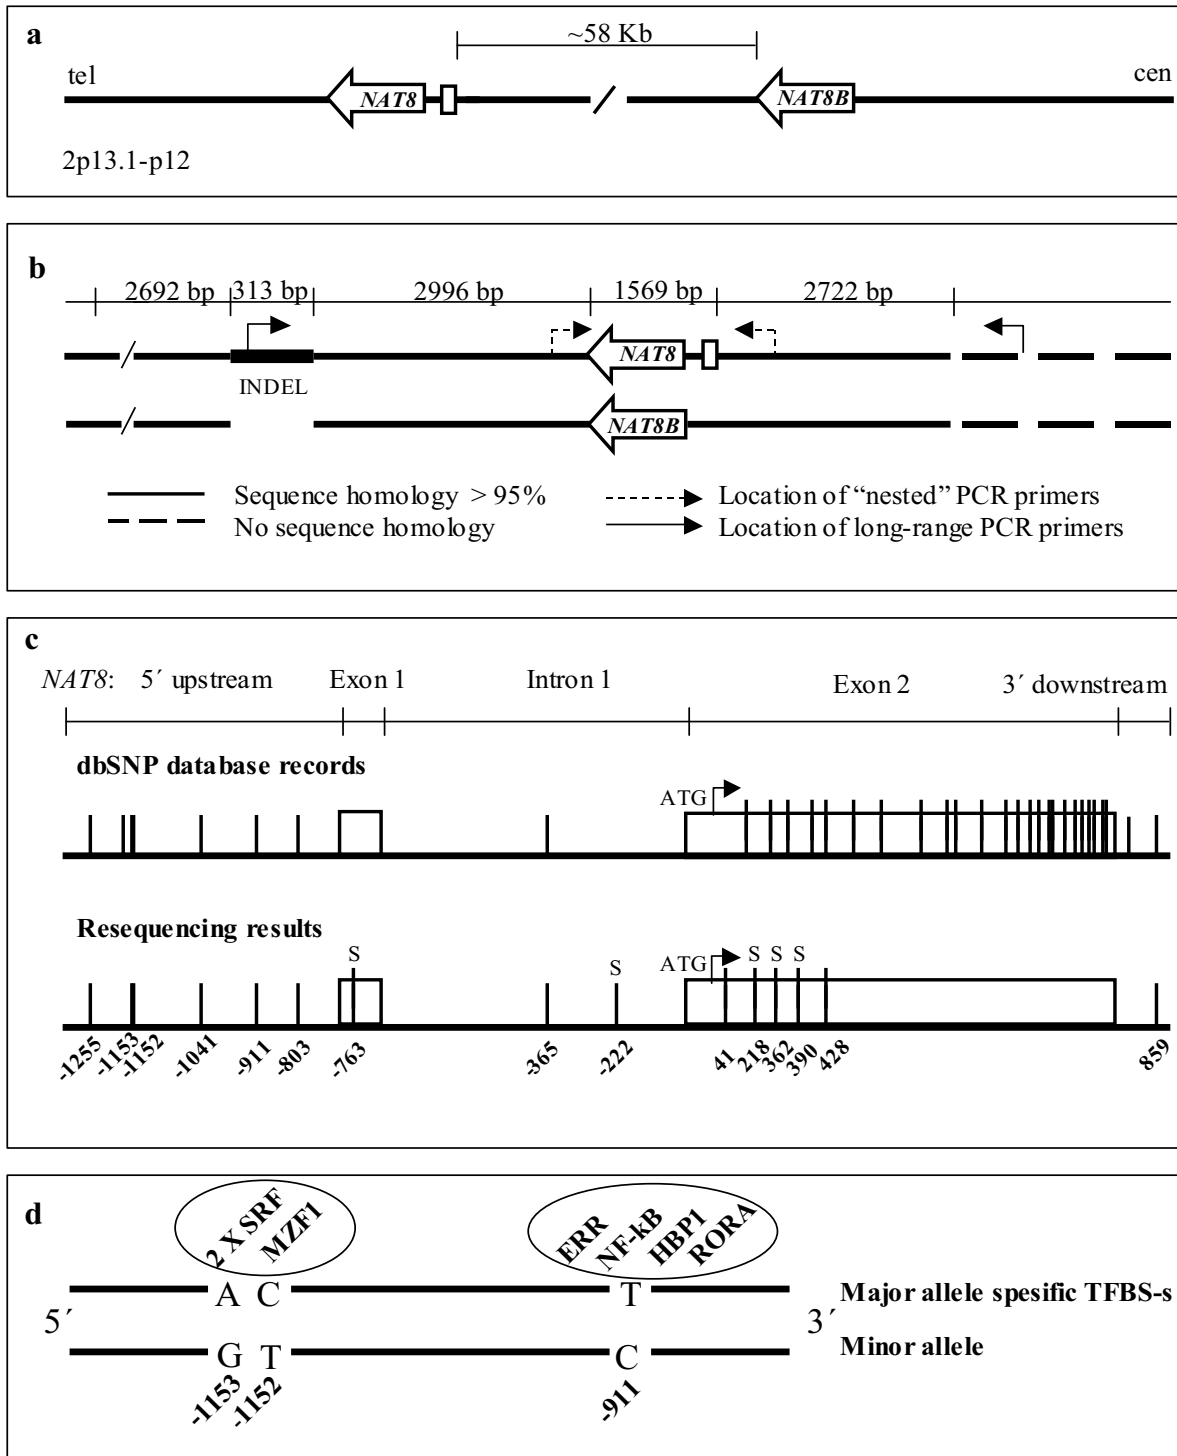 a
~58 Kb
tel
cen
NAT8
NAT8B
2p13.1-p12
b
2692 bp 313 bp 2996 bp 1569 bp 2722 bp
NAT8
INDEL
NAT8B
Sequence homology > 95%
Location of “nested” PCR primers
No sequence homology
Location of long-range PCR primers
c
NAT8: 5´ upstream Exon 1 Intron 1 Exon 2 3´ downstream
dbSNP database records
ATG
Resequencing results
S S ATG S S S
-1255 -1153 -1152 -1041 -911 -803 -763 -365 -222 41 218 362 390 428 859
d
2 X SRF
MZF1
ERR
NF-kB
HBP1
RORA
A C T
Major allele spesific TFBS-s
5´ 3´
G T C
Minor allele
-1153 -1152 -911